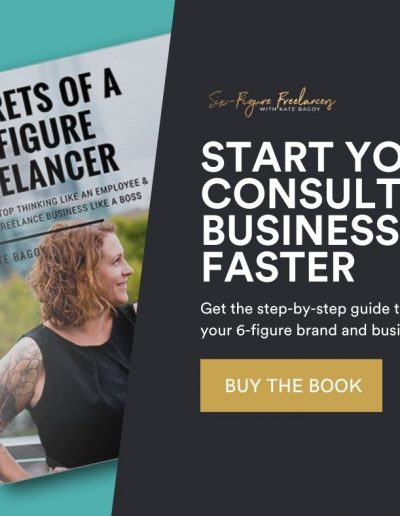 RETS OF A
FIGURE
ELANCER
TOP THINKING LIKE AN EMPLOYEE &
FREELANCE BUSINESS LIKE A BOSS
TE BAGO
Six-Figure Freelancers
WITH KATE BAGOY
START YO
CONSULT
BUSINESS
FASTER
Get the step-by-step guide t
your 6-figure brand and busi
BUY THE BOOK